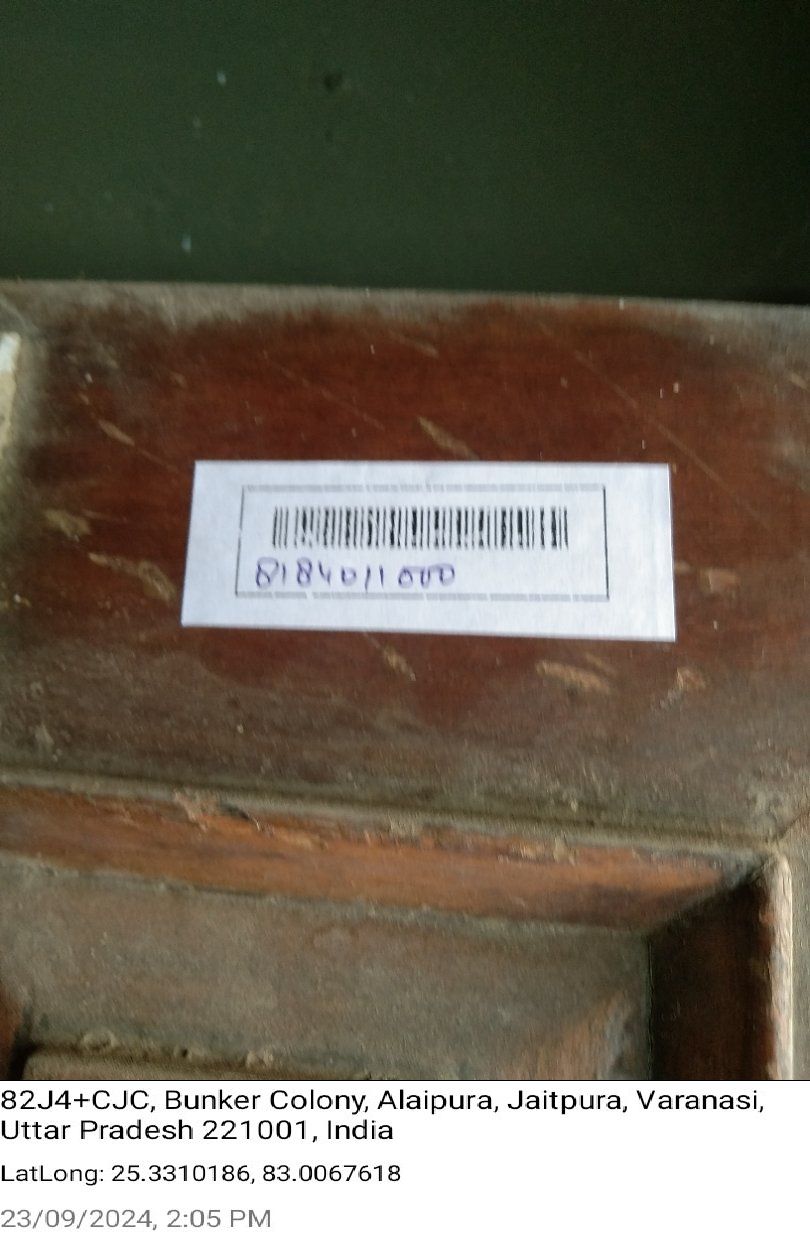 8184011000
82J4+CJC, Bunker Colony, Alaipura, Jaitpura, Varanasi,
Uttar Pradesh 221001, India
LatLong: 25.3310186, 83.0067618
23/09/2024, 2:05 PM